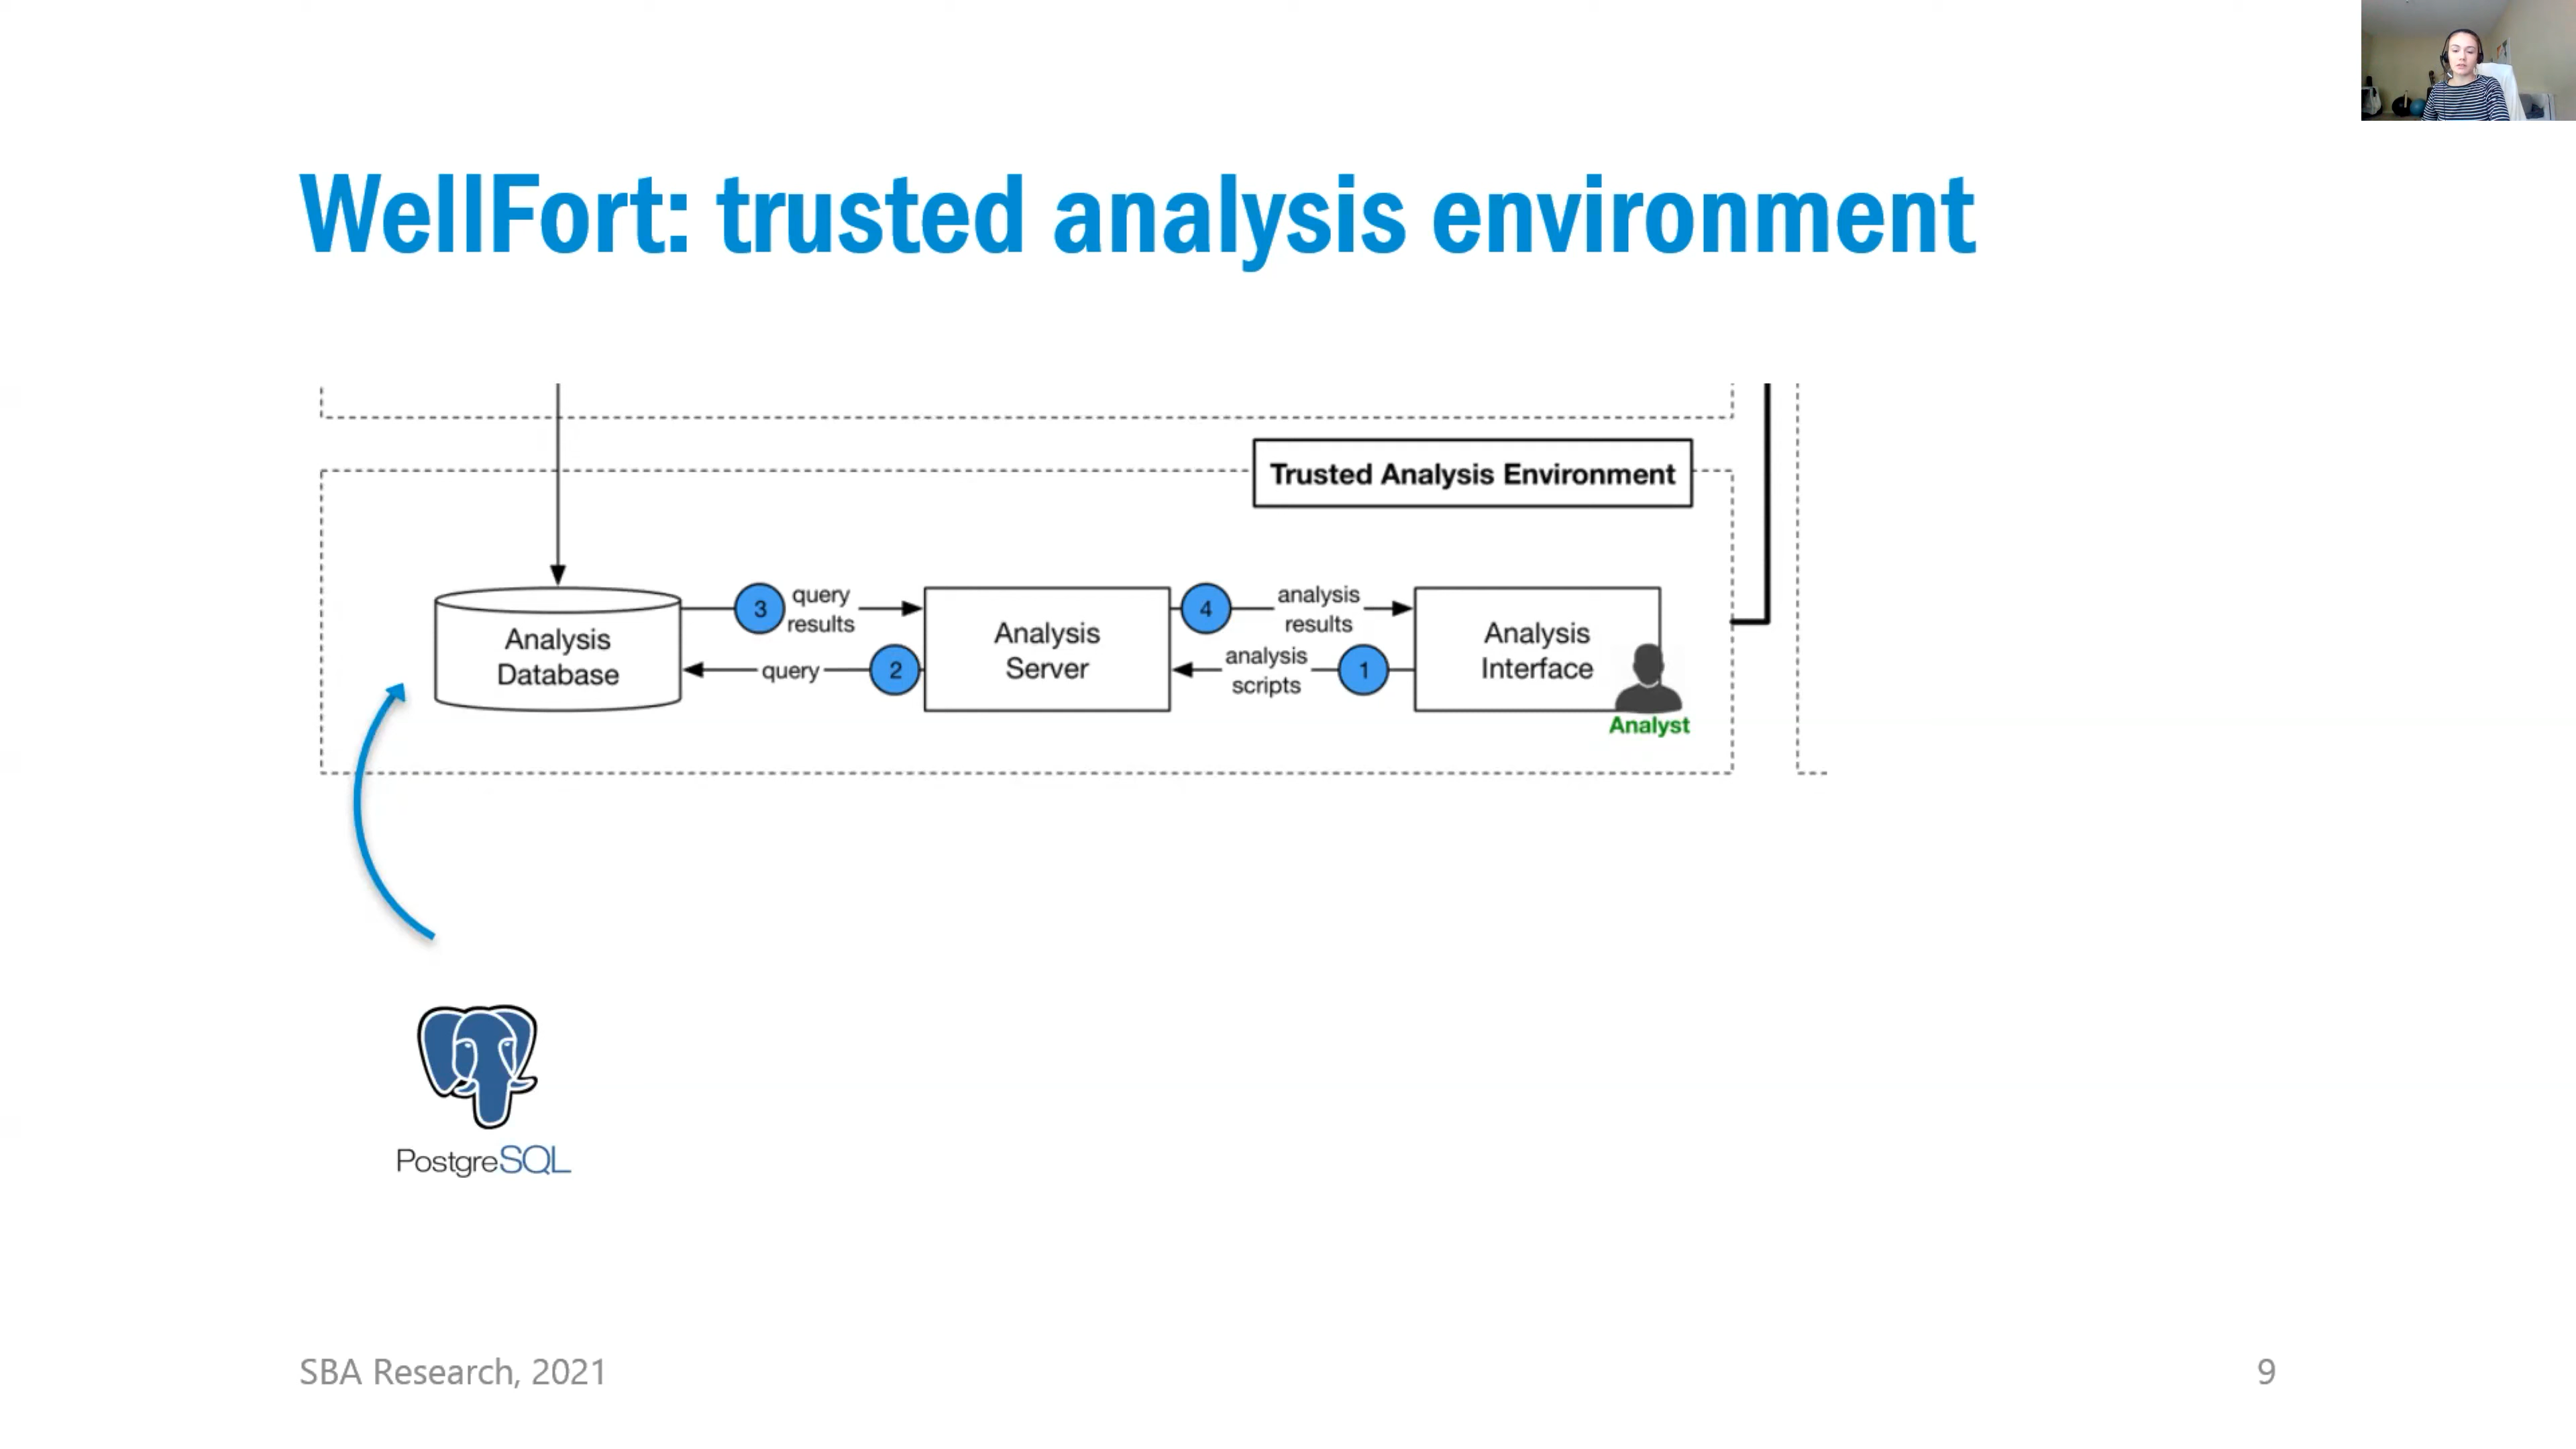 WellFort: trusted analysis environment
Trusted Analysis Environment
Analysis
Database
3
query
results
query
2
Analysis
Server
4
analysis
results
analysis
scripts
1
Analysis
Interface
Analyst
PostgreSQL
SBA Research, 2021
9